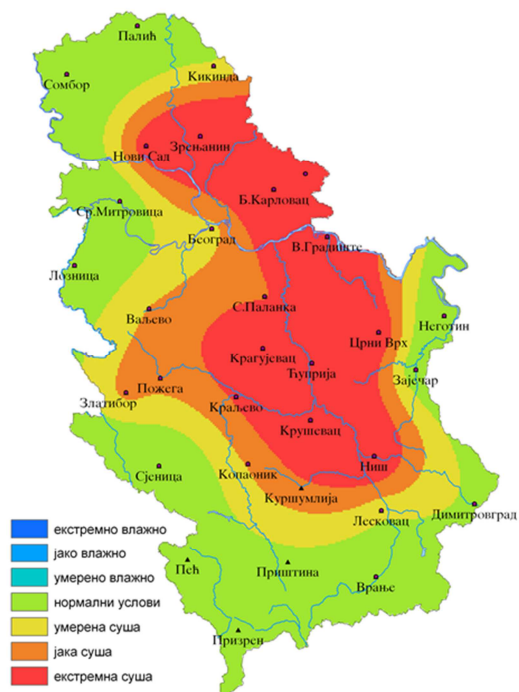 Палић
Кикинда
Сомбор
Зрењанин
Нови Сад
Б.Карловац
Ср.Митровица
Београд
В.Градиште
Лозница
С.Паланка
Ваљево
Неготин
Црни Врх
Крагујевац
Ћуприја
Зајечар
Пожега
Златибор
Краљево
Крушевац
Ниш
Сјеница
Копаоник
Куршумлија
Лесковац
Димитровград
Пећ
Приштина
Врање
Призрен
екстремно влажно
јако влажно
умерено влажно
нормални услови
умерена суша
јака суша
екстремна суша